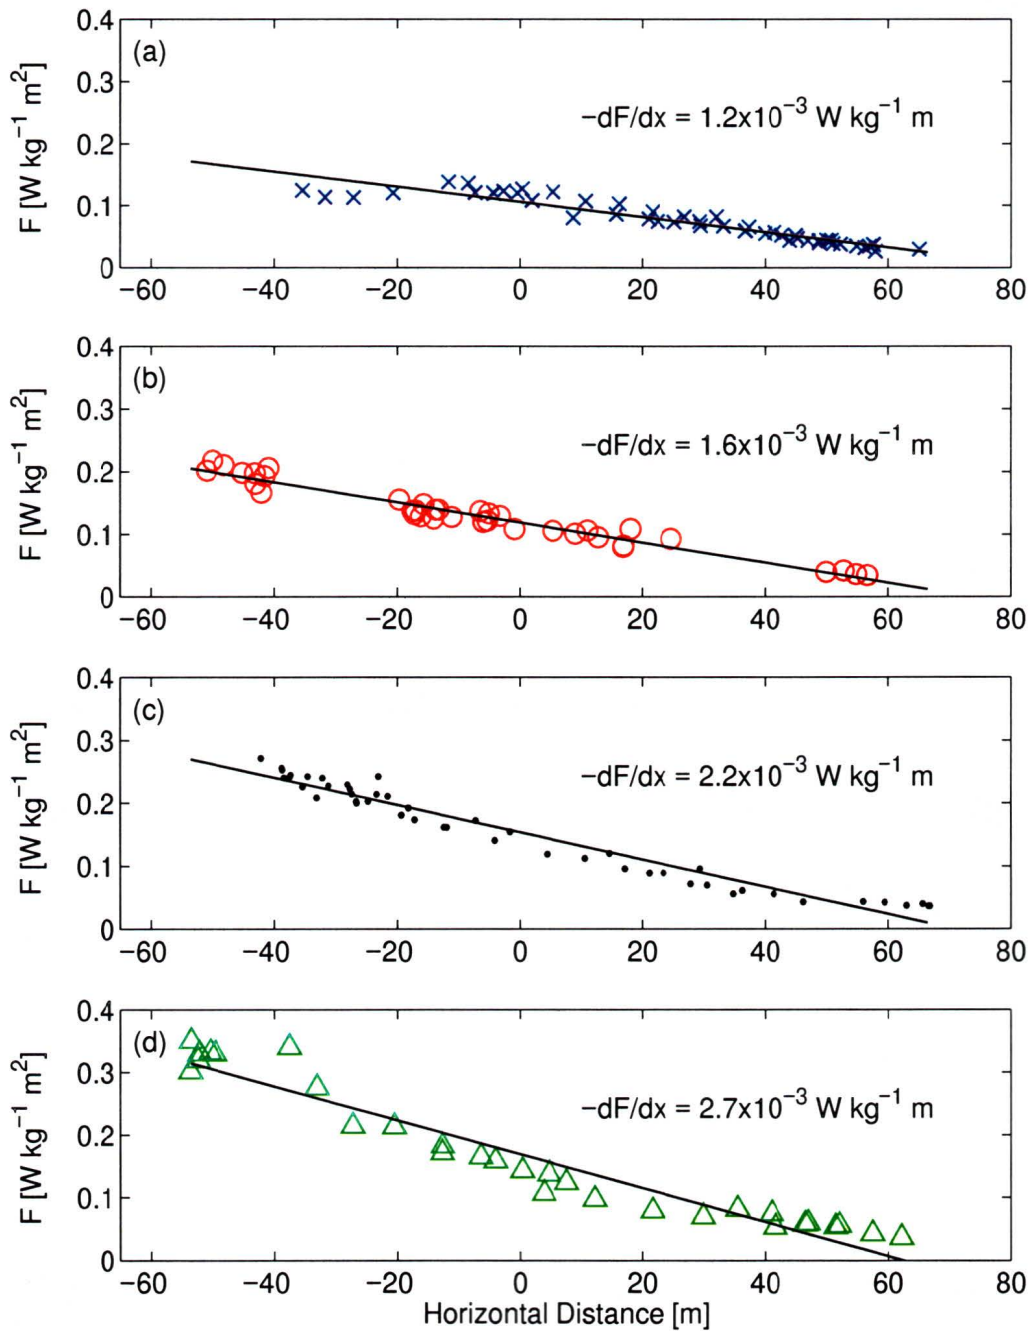 (a)
−dF/dx = 1.2x10⁻³ W kg⁻¹ m
F [W kg⁻¹ m²]
0.4
0.3
0.2
0.1
0
−60 −40 −20 0 20 40 60 80
(b)
−dF/dx = 1.6x10⁻³ W kg⁻¹ m
F [W kg⁻¹ m²]
0.4
0.3
0.2
0.1
0
−60 −40 −20 0 20 40 60 80
(c)
−dF/dx = 2.2x10⁻³ W kg⁻¹ m
F [W kg⁻¹ m²]
0.4
0.3
0.2
0.1
0
−60 −40 −20 0 20 40 60 80
(d)
−dF/dx = 2.7x10⁻³ W kg⁻¹ m
F [W kg⁻¹ m²]
0.4
0.3
0.2
0.1
0
−60 −40 −20 0 20 40 60 80
Horizontal Distance [m]